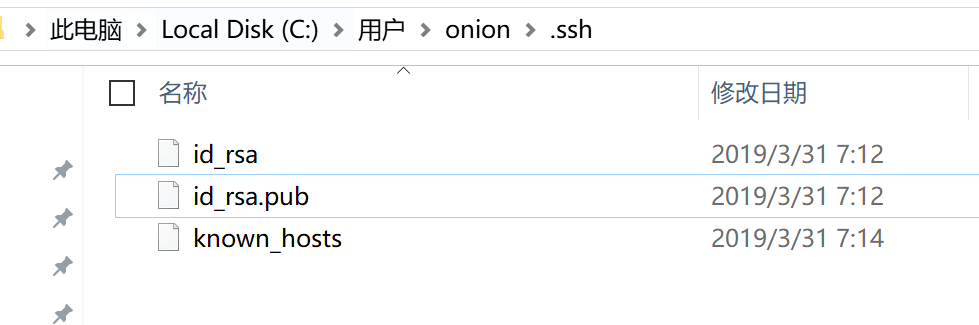 此电脑 > Local Disk (C:) > 用户 > onion > .ssh
名称 修改日期
id_rsa 2019/3/31 7:12
id_rsa.pub 2019/3/31 7:12
known_hosts 2019/3/31 7:14